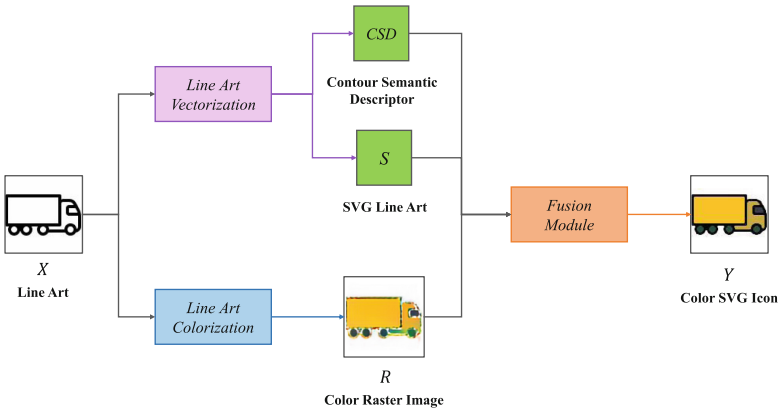 CSD
Contour Semantic
Descriptor
Line Art
Vectorization
S
SVG Line Art
X
Line Art
Fusion
Module
Y
Color SVG Icon
Line Art
Colorization
R
Color Raster Image